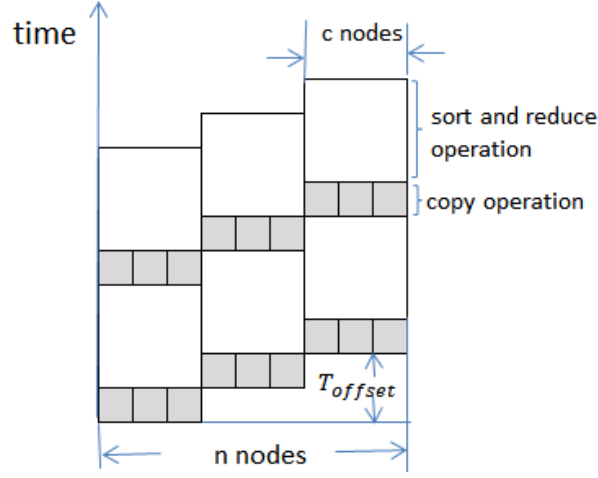 time
c nodes
sort and reduce
operation
copy operation
T_offset
n nodes